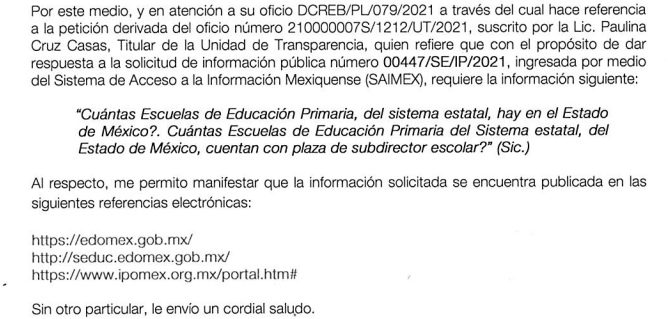 Por este medio, y en atención a su oficio DCREB/PL/079/2021 a través del cual hace referencia
a la petición derivada del oficio número 210000007S/1212/UT/2021, suscrito por la Lic. Paulina
Cruz Casas, Titular de la Unidad de Transparencia, quien refiere que con el propósito de dar
respuesta a la solicitud de información pública número 00447/SE/IP/2021, ingresada por medio
del Sistema de Acceso a la Información Mexiquense (SAIMEX), requiere la información siguiente:
"Cuántas Escuelas de Educación Primaria, del sistema estatal, hay en el Estado
de México?. Cuántas Escuelas de Educación Primaria del Sistema estatal, del
Estado de México, cuentan con plaza de subdirector escolar?" (Sic.)
Al respecto, me permito manifestar que la información solicitada se encuentra publicada en las
siguientes referencias electrónicas:
https://edomex.gob.mx/
http://seduc.edomex.gob.mx/
https://www.ipomex.org.mx/portal.htm#
Sin otro particular, le envío un cordial saludo.